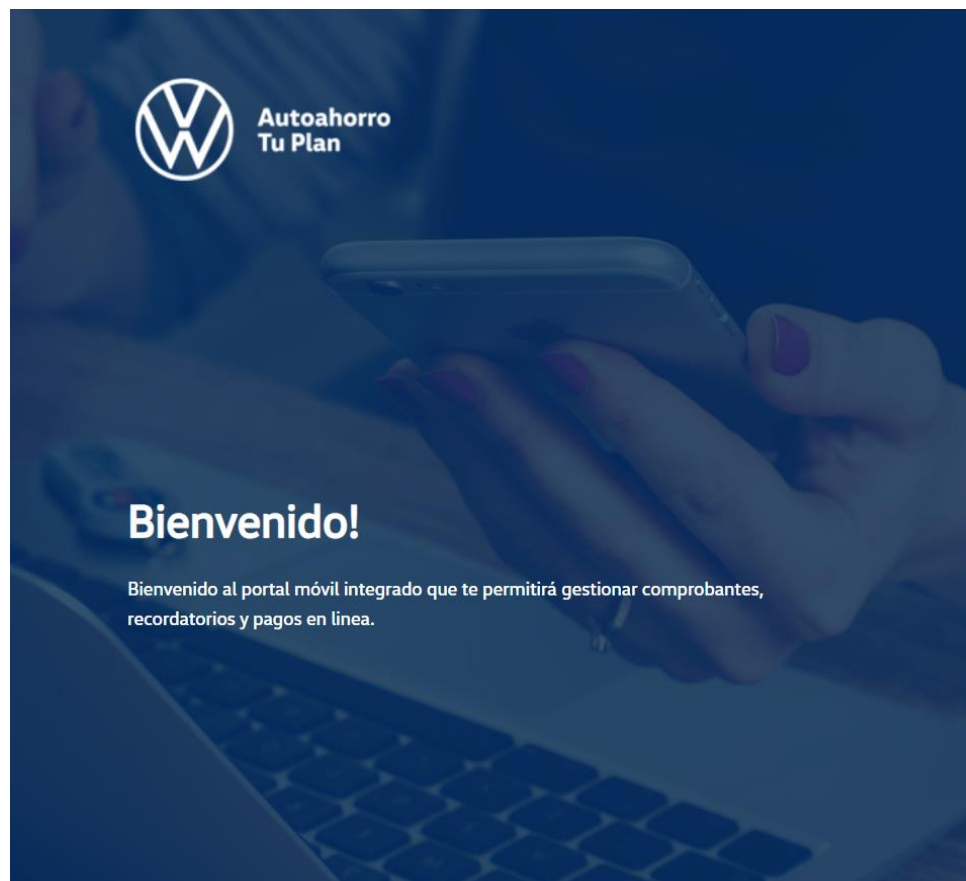 Autoahorro
Tu Plan
Bienvenido!
Bienvenido al portal móvil integrado que te permitirá gestionar comprobantes,
recordatorios y pagos en linea.